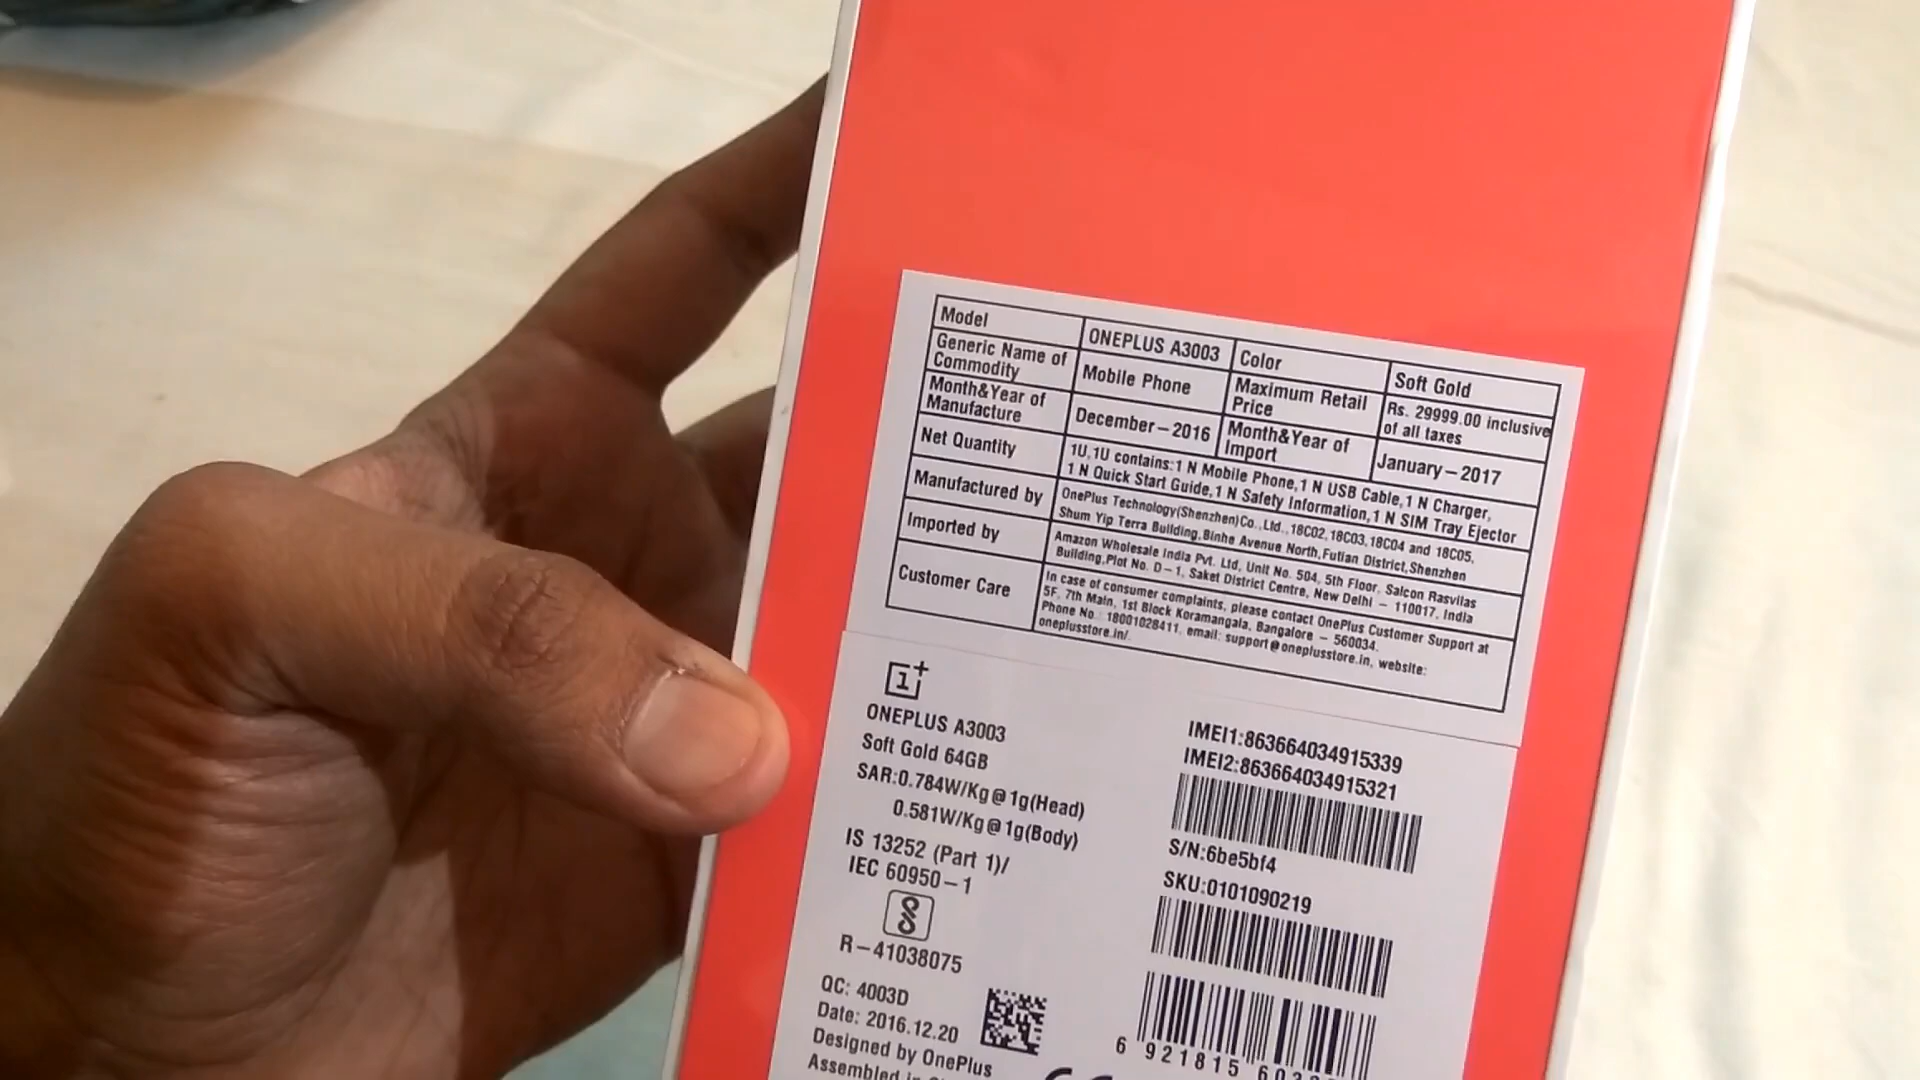 Model
ONEPLUS A3003
Color
Soft Gold
Generic Name of
Commodity
Mobile Phone
Maximum Retail
Price
Rs. 29999.00 inclusive
of all taxes
Month&Year of
Manufacture
December-2016
Month&Year of
Import
January-2017
Net Quantity
1U,1U contains:1 N Mobile Phone,1 N USB Cable,1 N Charger,
1 N Quick Start Guide,1 N Safety Information,1 N SIM Tray Ejector
Manufactured by
OnePlus Technology(Shenzhen)Co.,Ltd.,18C02,18C03,18C04 and 18C05,
Shum Yip Terra Building,Binhe Avenue North,Futian District,Shenzhen
Imported by
Amazon Wholesale India Pvt. Ltd, Unit No. 504, 5th Floor, Salcon Rasvilas
Building,Plot No. D-1, Saket District Centre, New Delhi - 110017. India
Customer Care
In case of consumer complaints, please contact OnePlus Customer Support at
5F, 7th Main, 1st Block Koramangala, Bangalore - 560034.
Phone No.: 18001028411, email: support@oneplusstore.in, website:
oneplusstore.in/.
1+
ONEPLUS A3003
Soft Gold 64GB
SAR:0.784W/Kg@1g(Head)
0.581W/Kg@1g(Body)
IS 13252 (Part 1)/
IEC 60950-1
R-41038075
QC: 4003D
Date: 2016.12.20
Designed by OnePlus
Assembled
IMEI1:863664034915339
IMEI2:863664034915321
S/N:6be5bf4
SKU:0101090219
6 921815
CE